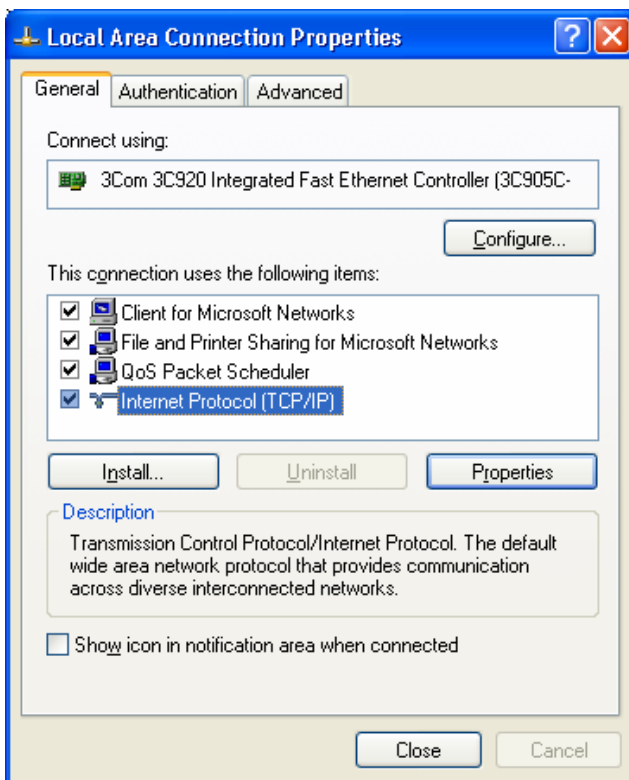 Local Area Connection Properties
General Authentication Advanced
Connect using:
3Com 3C920 Integrated Fast Ethernet Controller (3C905C-
Configure...
This connection uses the following items:
Client for Microsoft Networks
File and Printer Sharing for Microsoft Networks
QoS Packet Scheduler
Internet Protocol (TCP/IP)
Install... Uninstall Properties
Description
Transmission Control Protocol/Internet Protocol. The default
wide area network protocol that provides communication
across diverse interconnected networks.
Show icon in notification area when connected
Close Cancel